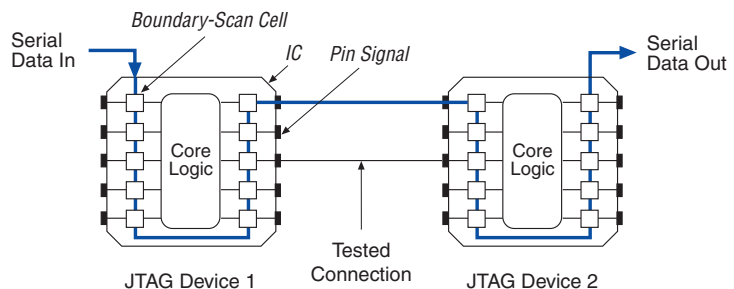 Boundary-Scan Cell
Serial
Data In
IC
Pin Signal
Serial
Data Out
Core
Logic
Core
Logic
Tested
Connection
JTAG Device 1
JTAG Device 2